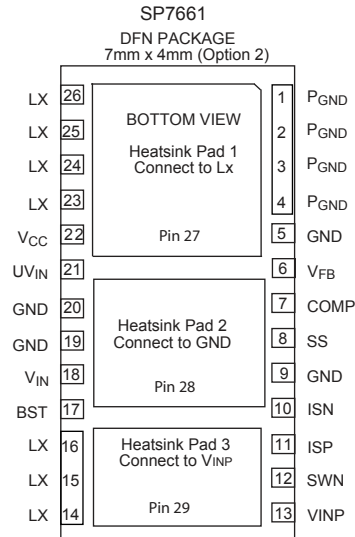 SP7661
DFN PACKAGE
7mm x 4mm (Option 2)
BOTTOM VIEW
Heatsink Pad 1
Connect to Lx
Pin 27
Heatsink Pad 2
Connect to GND
Pin 28
Heatsink Pad 3
Connect to VINP
Pin 29
LX 26
LX 25
LX 24
LX 23
VCC 22
UVIN 21
GND 20
GND 19
VIN 18
BST 17
LX 16
LX 15
LX 14
1 PGND
2 PGND
3 PGND
4 PGND
5 GND
6 VFB
7 COMP
8 SS
9 GND
10 ISN
11 ISP
12 SWN
13 VINP